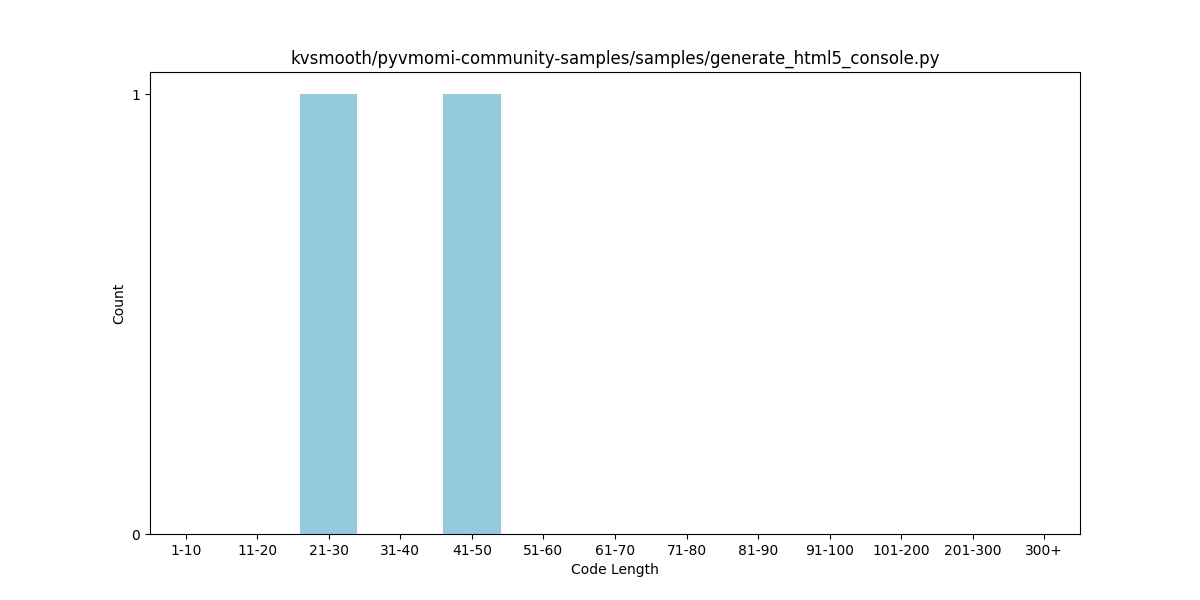 kvsmooth/pyvmomi-community-samples/samples/generate_html5_console.py
1
Count
0
1-10 11-20 21-30 31-40 41-50 51-60 61-70 71-80 81-90 91-100 101-200 201-300 300+
Code Length